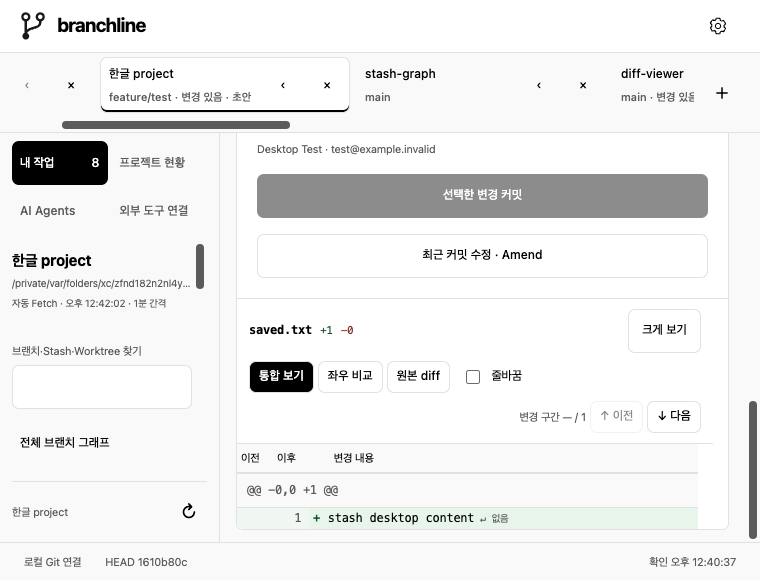 branchline
한글 project
feature/test · 변경 있음 · 초안
stash-graph
main
diff-viewer
main · 변경 있음
내 작업 8
프로젝트 현황
AI Agents
외부 도구 연결
한글 project
/private/var/folders/xc/zfnd182n2nl4y...
자동 Fetch · 오후 12:42:02 · 1분 간격
브랜치·Stash·Worktree 찾기
전체 브랜치 그래프
한글 project
Desktop Test · test@example.invalid
선택한 변경 커밋
최근 커밋 수정 · Amend
saved.txt +1 −0
크게 보기
통합 보기 좌우 비교 원본 diff 줄바꿈
변경 구간 — / 1 ↑ 이전 ↓ 다음
이전 이후 변경 내용
@@ −0,0 +1 @@
1 + stash desktop content ↵ 없음
로컬 Git 연결 HEAD 1610b80c 확인 오후 12:40:37